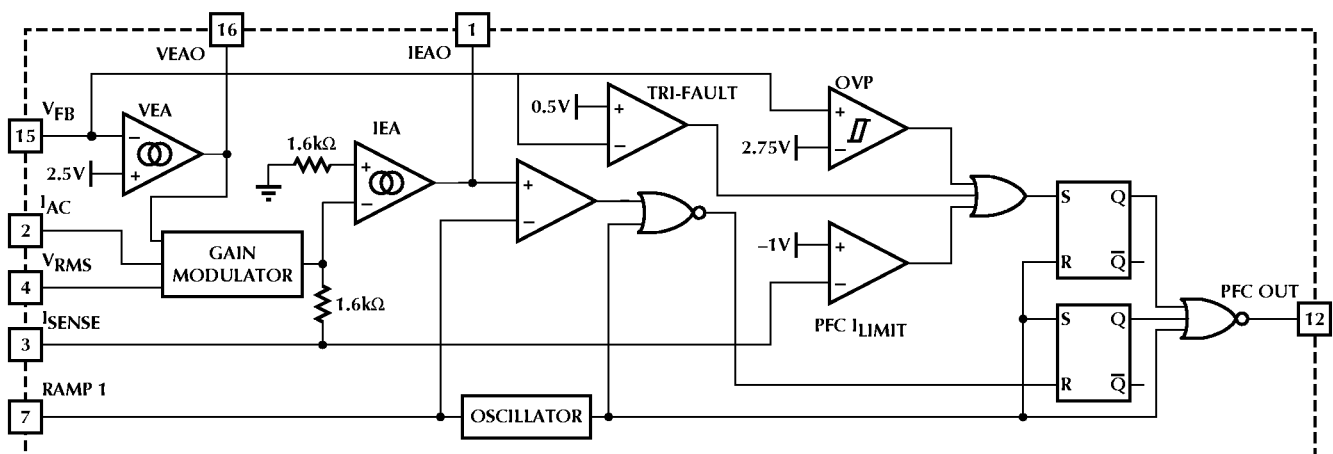 16
1
VEAO
IEAO
TRI-FAULT
OVP
VFB
VEA
0.5V
+
+
15
−
IEA
−
2.75V
−
1.6kΩ
2.5V
+
+
+
S
Q
IAC
−
2
GAIN
MODULATOR
−
−1V
+
VRMS
R
Q̅
4
1.6kΩ
−
PFC OUT
ISENSE
PFC ILIMIT
S
Q
12
3
RAMP 1
R
Q̅
7
OSCILLATOR